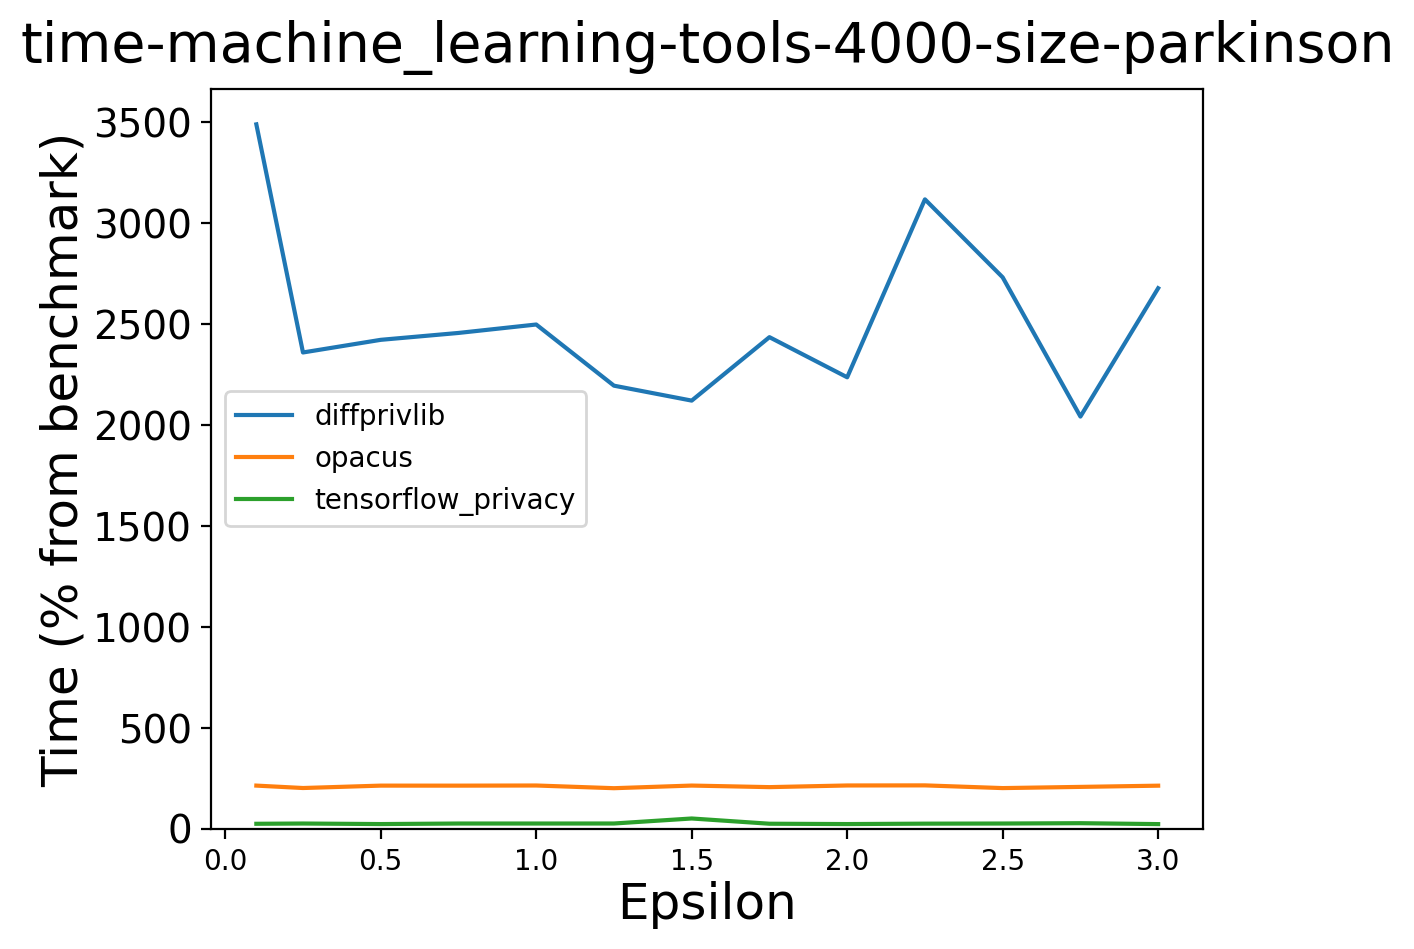 time-machine_learning-tools-4000-size-parkinson
Time (% from benchmark)
3500
3000
2500
2000
1500
1000
500
0
diffprivlib
opacus
tensorflow_privacy
0.0 0.5 1.0 1.5 2.0 2.5 3.0
Epsilon